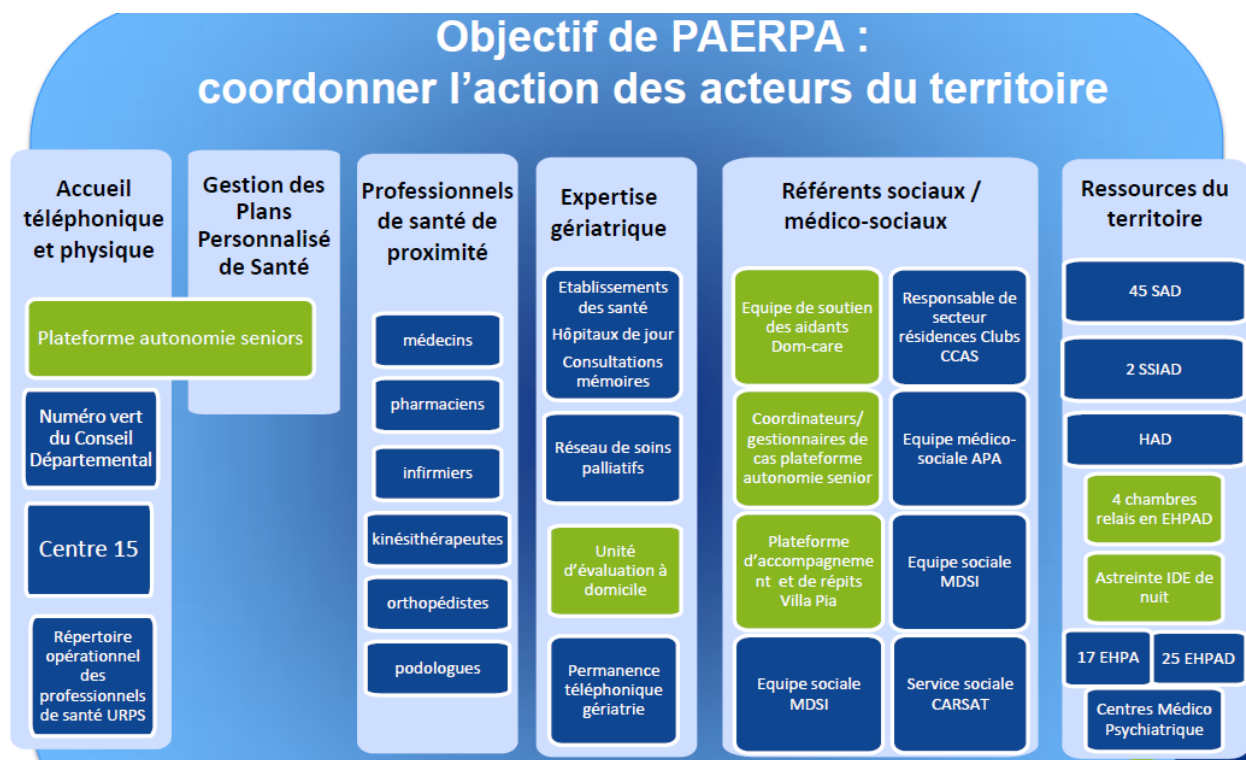 Objectif de PAERPA :
coordonner l’action des acteurs du territoire
Accueil
téléphonique
et physique
Gestion des
Plans
Personnalisé
de Santé
Plateforme autonomie seniors
Numéro vert
du Conseil
Départemental
Centre 15
Répertoire
opérationnel
des
professionnels
de santé URPS
Professionnels
de santé de
proximité
médecins
pharmaciens
infirmiers
kinésithérapeutes
orthopédistes
podologues
Expertise
gériatrique
Etablissements
des santé
Hôpitaux de jour
Consultations
mémoires
Réseau de soins
palliatifs
Unité
d’évaluation à
domicile
Permanence
téléphonique
gériatrie
Référents sociaux /
médico-sociaux
Equipe de soutien
des aidants
Dom-care
Responsable de
secteur
résidences Clubs
CCAS
Coordinateurs/
gestionnaires de
cas plateforme
autonomie senior
Equipe médico-
sociale APA
Plateforme
d’accompagneme
nt et de répits
Villa Pia
Equipe sociale
MDSI
Equipe sociale
MDSI
Service sociale
CARSAT
Ressources du
territoire
45 SAD
2 SSIAD
HAD
4 chambres
relais en EHPAD
Astreinte IDE de
nuit
17 EHPA
25 EHPAD
Centres Médico
Psychiatrique